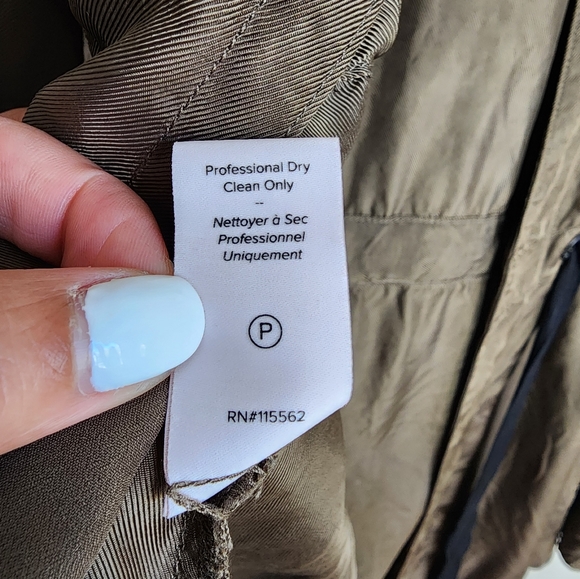 Professional Dry
Clean Only
--
Nettoyer à Sec
Professionnel
Uniquement
P
RN#115562